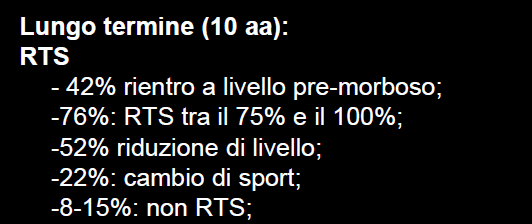 Lungo termine (10 aa):
RTS
- 42% rientro a livello pre-morboso;
-76%: RTS tra il 75% e il 100%;
-52% riduzione di livello;
-22%: cambio di sport;
-8-15%: non RTS;